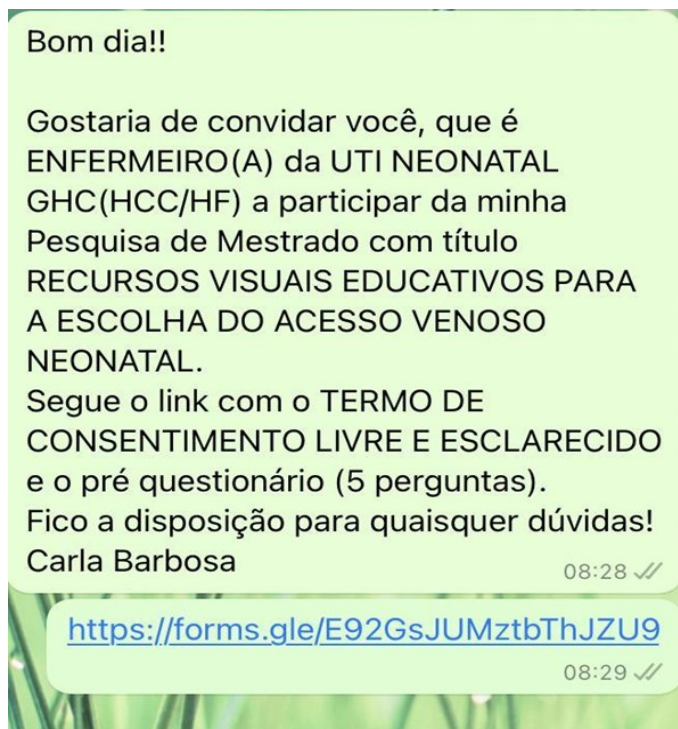 Bom dia!!
Gostaria de convidar você, que é
ENFERMEIRO(A) da UTI NEONATAL
GHC(HCC/HF) a participar da minha
Pesquisa de Mestrado com título
RECURSOS VISUAIS EDUCATIVOS PARA
A ESCOLHA DO ACESSO VENOSO
NEONATAL.
Segue o link com o TERMO DE
CONSENTIMENTO LIVRE E ESCLARECIDO
e o pré questionário (5 perguntas).
Fico a disposição para quaisquer dúvidas!
Carla Barbosa
08:28
https://forms.gle/E92GsJUMztbThJZU9
08:29